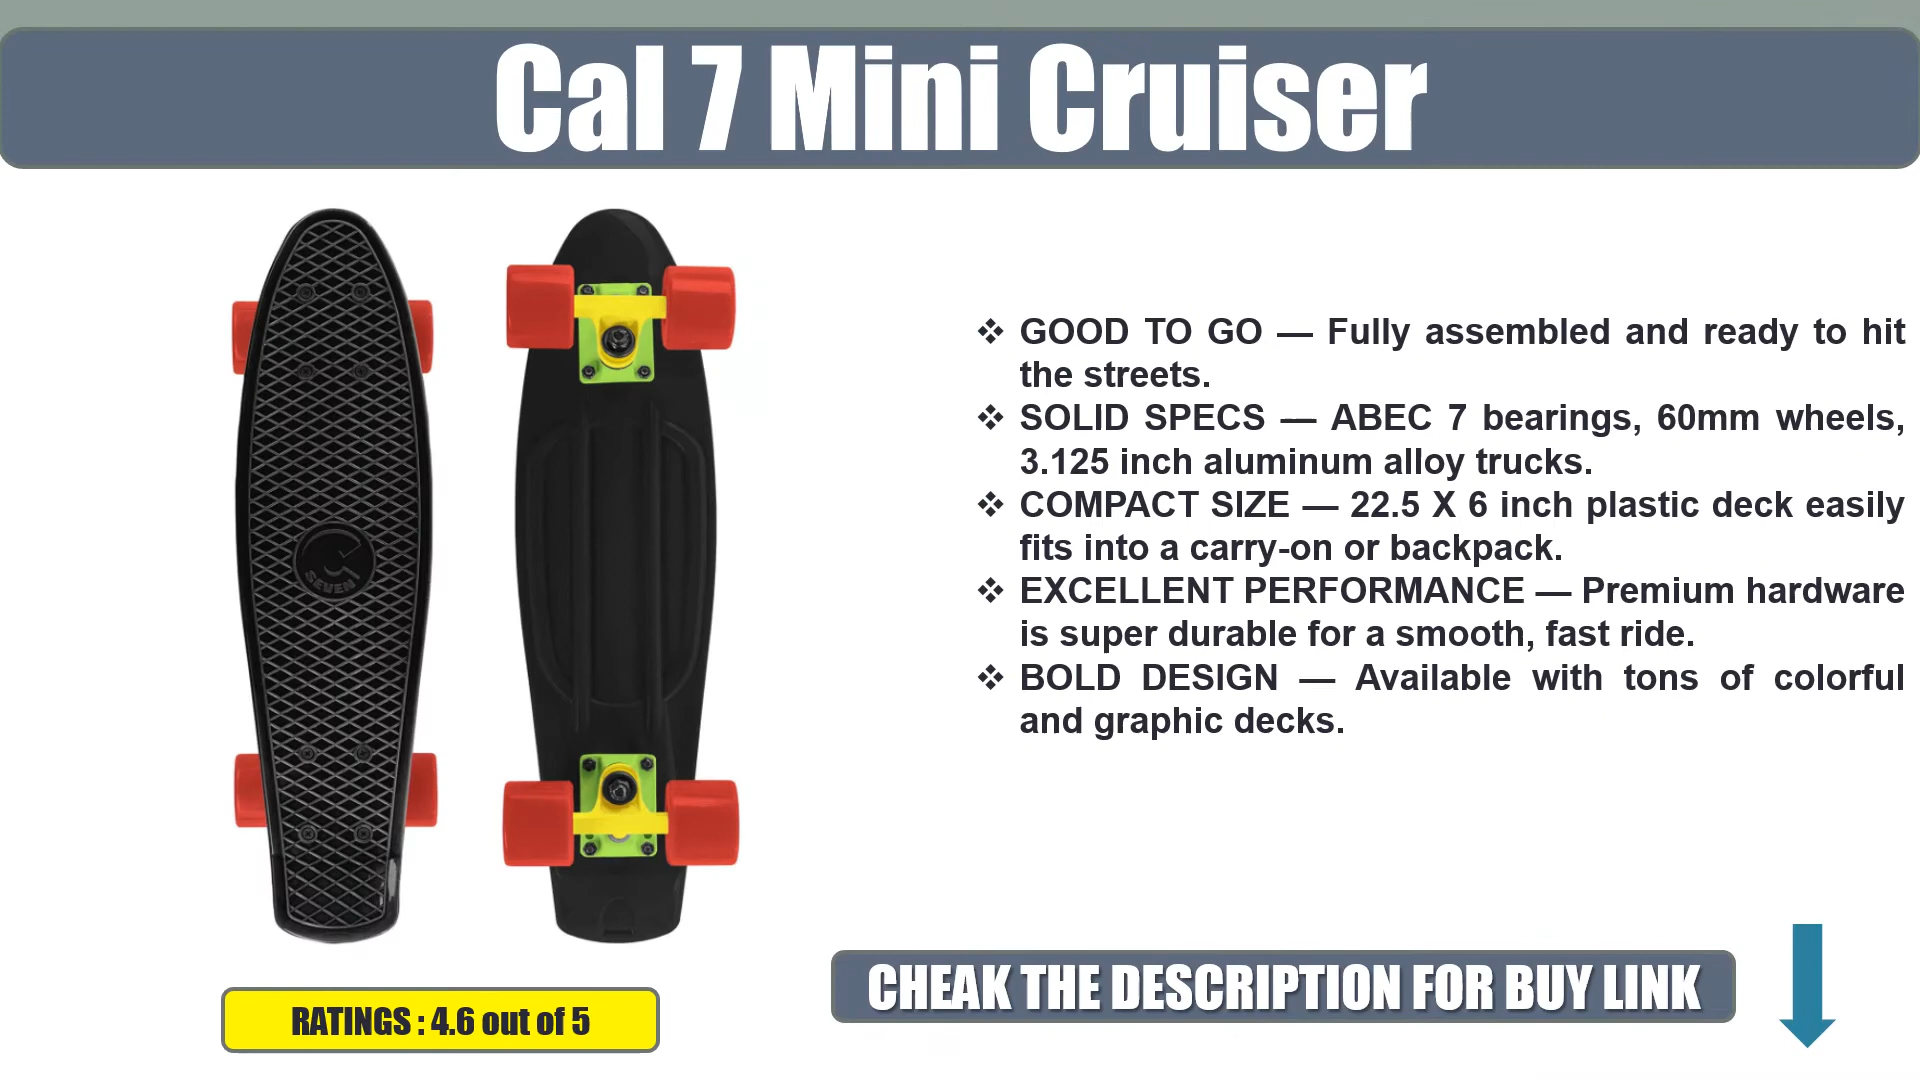 Cal 7 Mini Cruiser
❖ GOOD TO GO — Fully assembled and ready to hit
the streets.
❖ SOLID SPECS — ABEC 7 bearings, 60mm wheels,
3.125 inch aluminum alloy trucks.
❖ COMPACT SIZE — 22.5 X 6 inch plastic deck easily
fits into a carry-on or backpack.
❖ EXCELLENT PERFORMANCE — Premium hardware
is super durable for a smooth, fast ride.
❖ BOLD DESIGN — Available with tons of colorful
and graphic decks.
SEVEN
CHEAK THE DESCRIPTION FOR BUY LINK
RATINGS : 4.6 out of 5